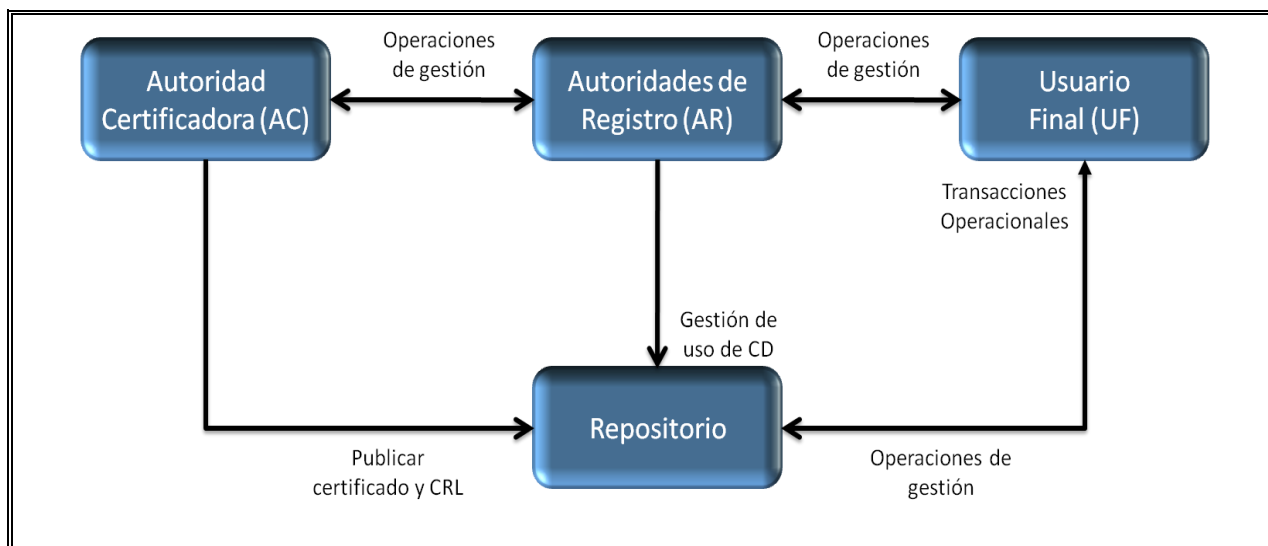 Operaciones
de gestión
Operaciones
de gestión
Autoridad
Certificadora (AC)
Autoridades de
Registro (AR)
Usuario
Final (UF)
Transacciones
Operacionales
Gestión de
uso de CD
Repositorio
Publicar
certificado y CRL
Operaciones de
gestión